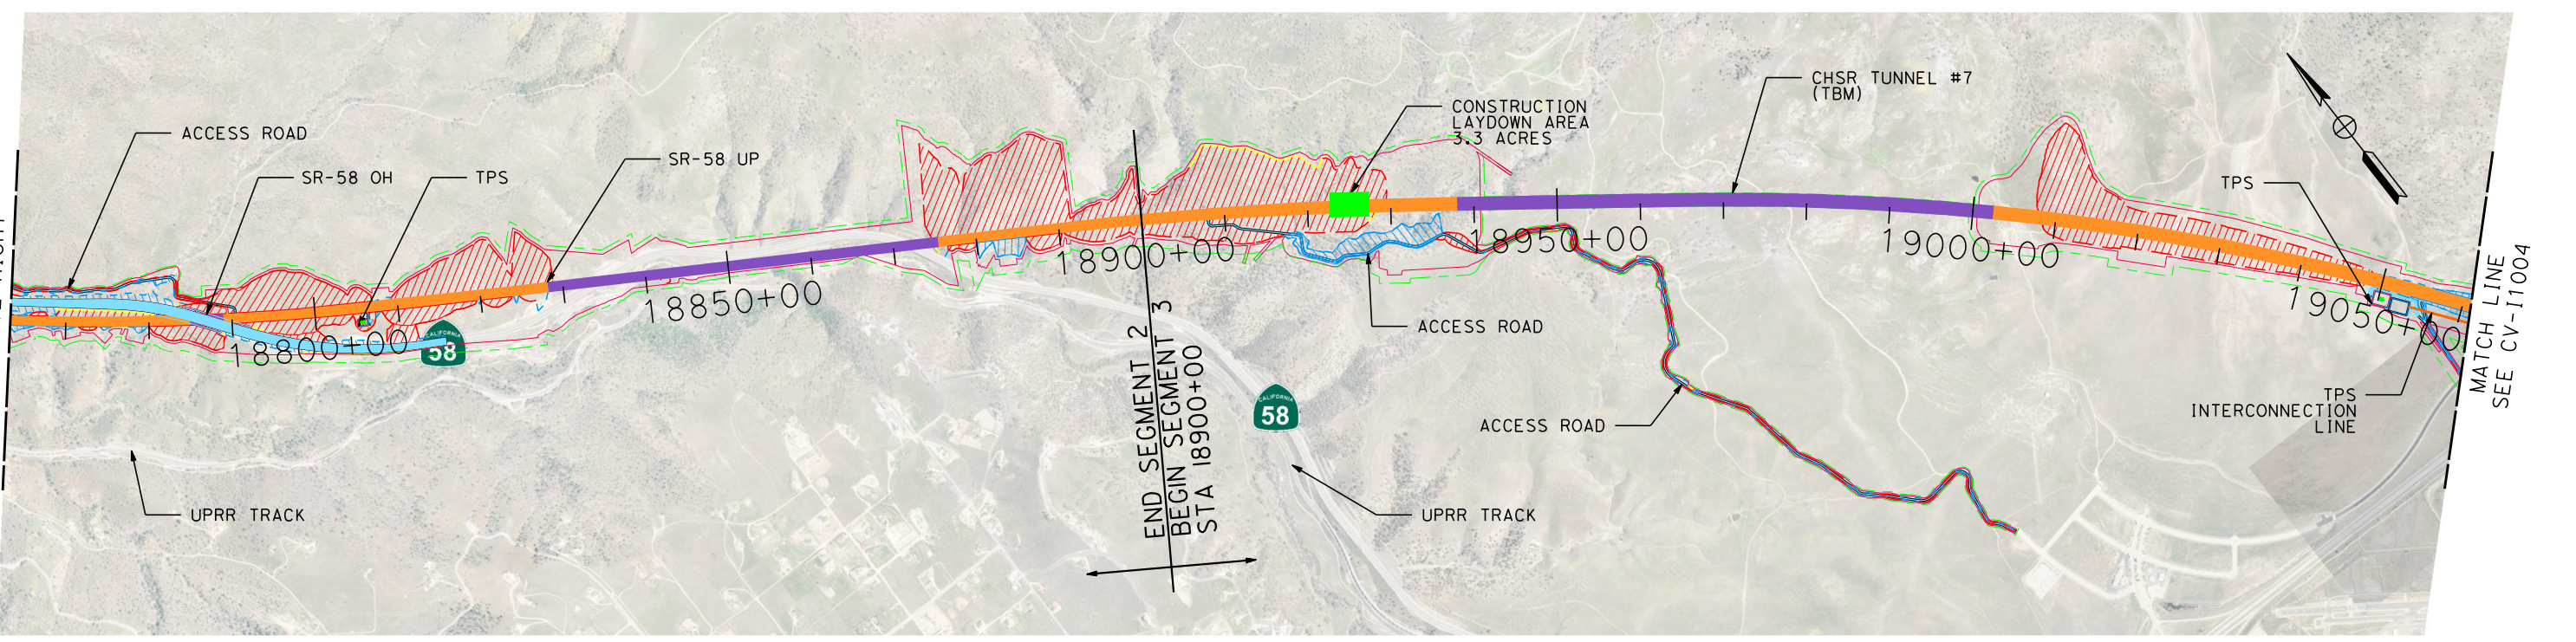 ACCESS ROAD
SR-58 OH
TPS
SR-58 UP
CONSTRUCTION
LAYDOWN AREA
3.3 ACRES
CHSR TUNNEL #7
(TBM)
TPS
18800+00
CALIFORNIA
58
18850+00
18900+00
18950+00
19000+00
19050+00
END SEGMENT 2
BEGIN SEGMENT 3
STA 18900+00
ACCESS ROAD
CALIFORNIA
58
ACCESS ROAD
UPRR TRACK
UPRR TRACK
TPS
INTERCONNECTION
LINE
MATCH LINE
SEE CV-I1004